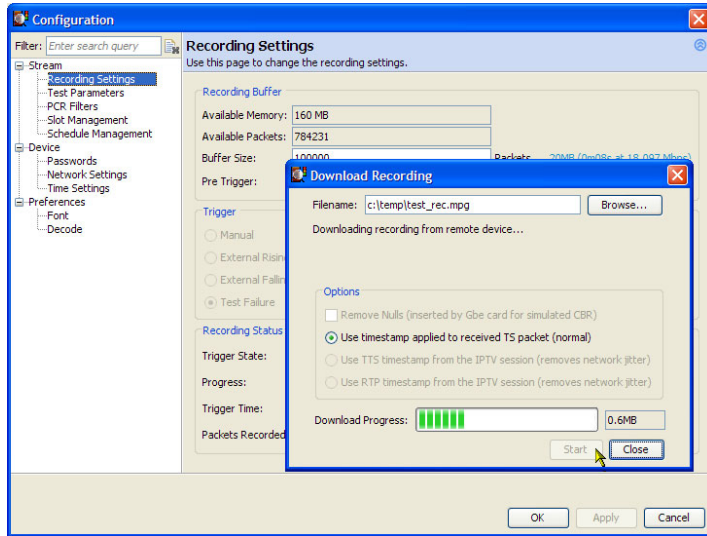 Configuration
Filter: Enter search query
Stream
Recording Settings
Test Parameters
PCR Filters
Slot Management
Schedule Management
Device
Passwords
Network Settings
Time Settings
Preferences
Font
Decode
Recording Settings
Use this page to change the recording settings.
Recording Buffer
Available Memory: 160 MB
Available Packets: 784231
Buffer Size: 100000 Packets 20MB (0m08s at 18.097 Mbps)
Pre Trigger:
Trigger
Manual
External Rising
External Falling
Test Failure
Recording Status
Trigger State:
Progress:
Trigger Time:
Packets Recorded
Download Recording
Filename: c:\temp\test_rec.mpg Browse...
Downloading recording from remote device...
Options
Remove Nulls (inserted by Gbe card for simulated CBR)
Use timestamp applied to received TS packet (normal)
Use TTS timestamp from the IPTV session (removes network jitter)
Use RTP timestamp from the IPTV session (removes network jitter)
Download Progress: 0.6MB
Start Close
OK Apply Cancel